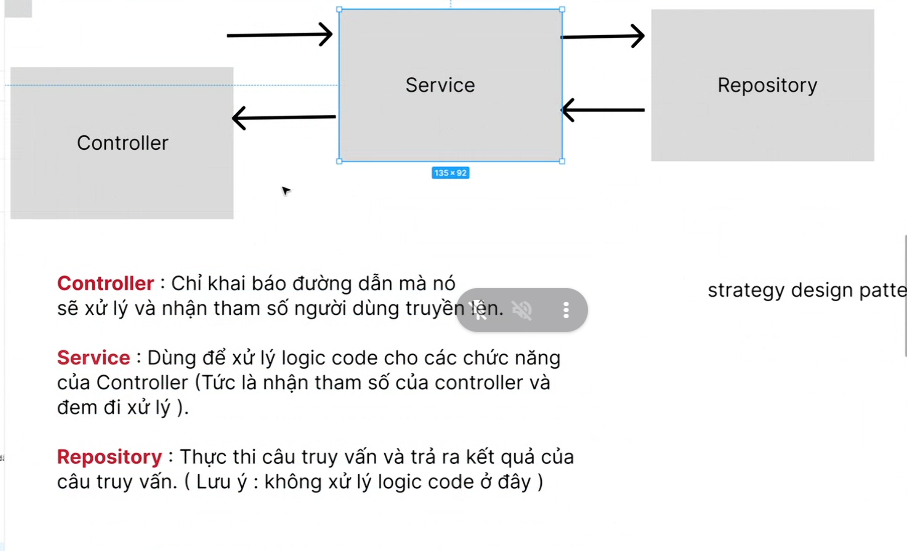 Service
Repository
Controller
135 × 92
Controller : Chỉ khai báo đường dẫn mà nó
sẽ xử lý và nhận tham số người dùng truyền lên.
strategy design patte
Service : Dùng để xử lý logic code cho các chức năng
của Controller (Tức là nhận tham số của controller và
đem đi xử lý ).
Repository : Thực thi câu truy vấn và trả ra kết quả của
câu truy vấn. ( Lưu ý : không xử lý logic code ở đây )